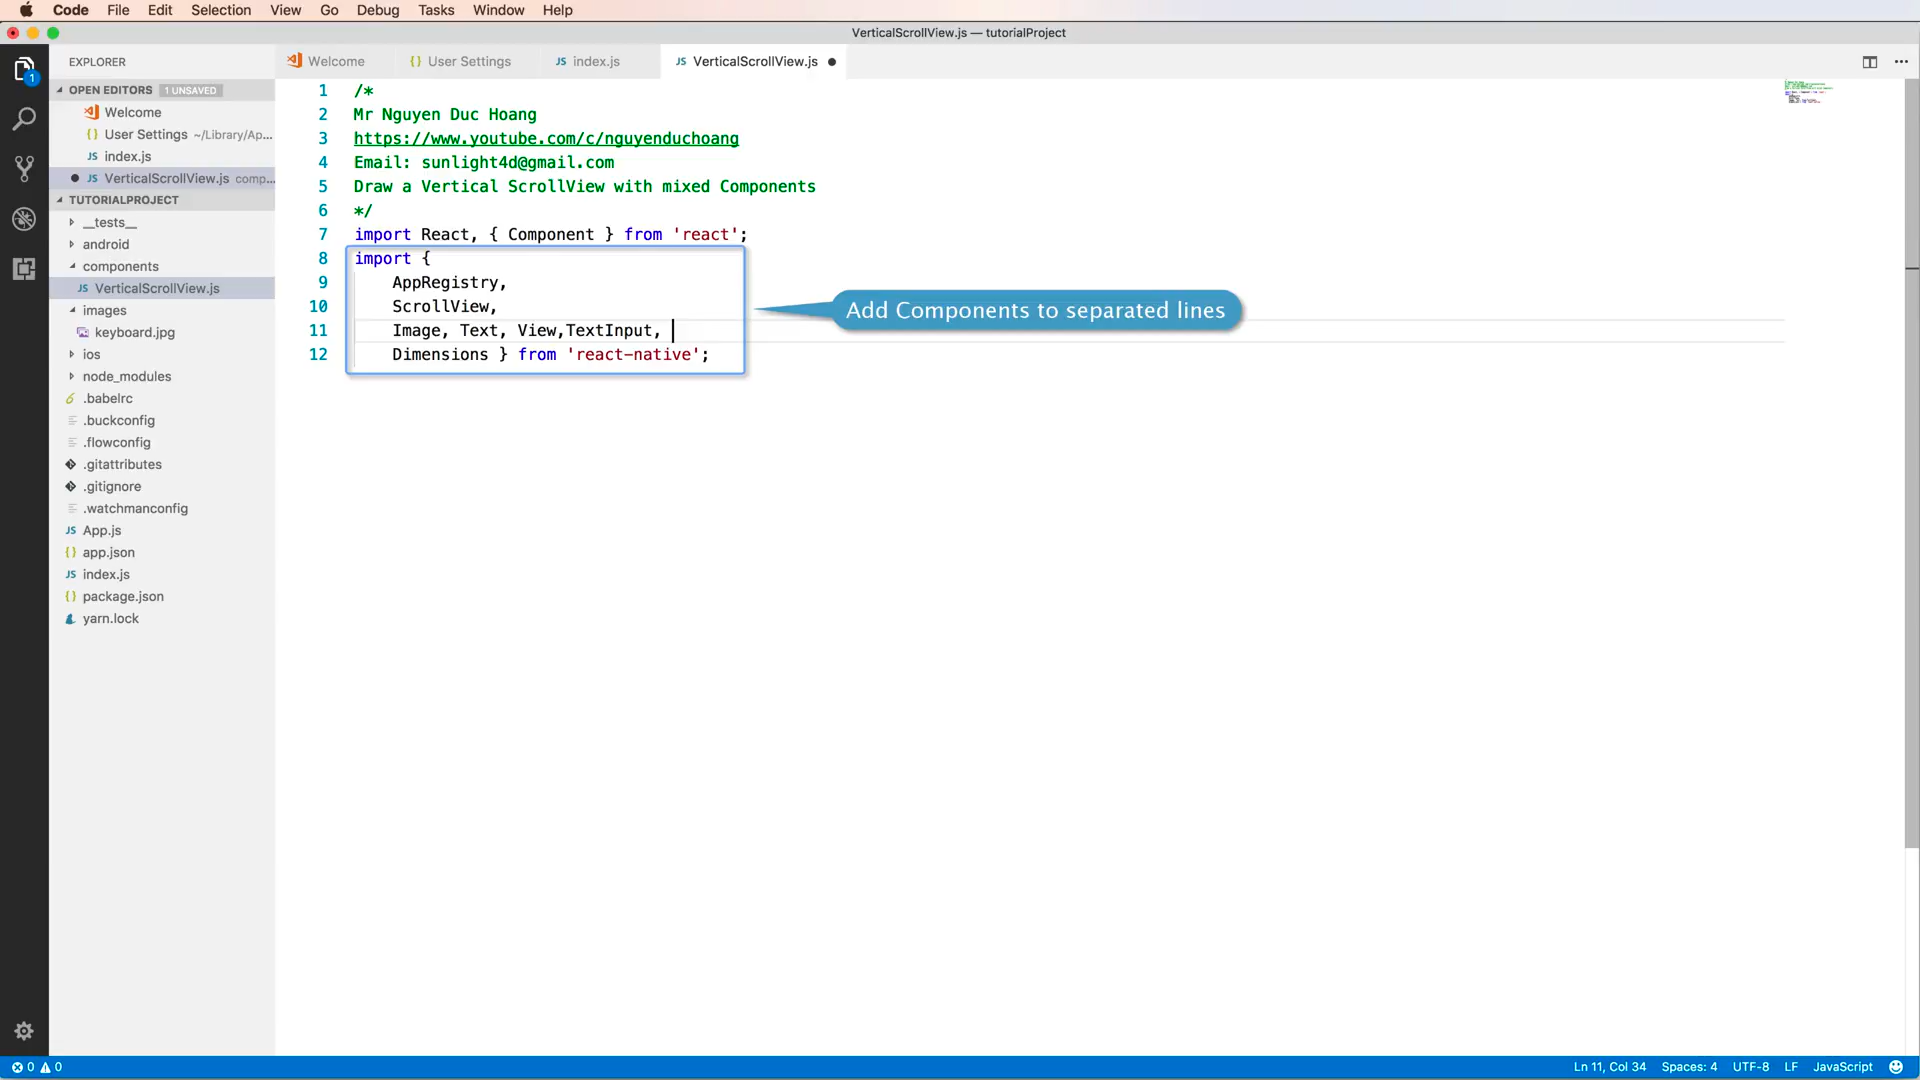 Code File Edit Selection View Go Debug Tasks Window Help
VerticalScrollView.js — tutorialProject
EXPLORER
Welcome
User Settings
index.js
VerticalScrollView.js
1
OPEN EDITORS 1 UNSAVED
Welcome
User Settings ~/Library/Ap...
index.js
VerticalScrollView.js comp...
TUTORIALPROJECT
__tests__
android
components
VerticalScrollView.js
images
keyboard.jpg
ios
node_modules
.babelrc
.buckconfig
.flowconfig
.gitattributes
.gitignore
.watchmanconfig
App.js
app.json
index.js
package.json
yarn.lock
1 /*
2 Mr Nguyen Duc Hoang
3 https://www.youtube.com/c/nguyenduchoang
4 Email: sunlight4d@gmail.com
5 Draw a Vertical ScrollView with mixed Components
6 */
7 import React, { Component } from 'react';
8 import {
9 AppRegistry,
10 ScrollView,
11 Image, Text, View,TextInput,
12 Dimensions } from 'react-native';
Add Components to separated lines
0 0
Ln 11, Col 34 Spaces: 4 UTF-8 LF JavaScript